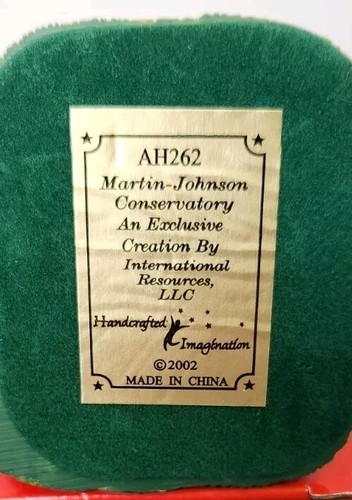 AH262
Martin-Johnson
Conservatory
An Exclusive
Creation By
International
Resources,
LLC
Handcrafted
Imagination
©2002
MADE IN CHINA